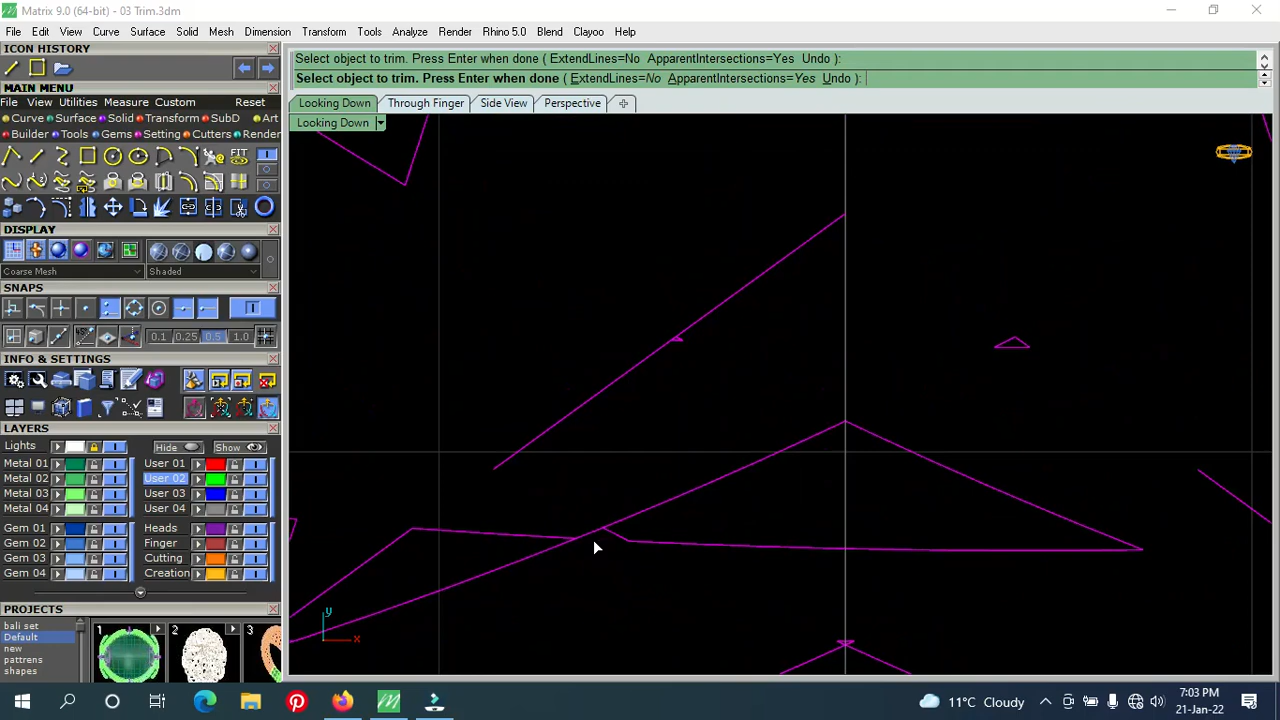 Matrix 9.0 (64-bit) - 03 Trim.3dm
File Edit View Curve Surface Solid Mesh Dimension Transform Tools Analyze Render Rhino 5.0 Blend Clayoo Help
ICON HISTORY
Select object to trim. Press Enter when done ( ExtendLines=No ApparentIntersections=Yes Undo ):
Select object to trim. Press Enter when done ( ExtendLines=No ApparentIntersections=Yes Undo ):
MAIN MENU
File View Utilities Measure Custom Reset
Curve Surface Solid Transform SubD Art
Builder Tools Gems Setting Cutters Render
FIT
Looking Down Through Finger Side View Perspective
Looking Down
DISPLAY
Coarse Mesh Shaded
SNAPS
0.1 0.25 0.5 1.0
INFO & SETTINGS
LAYERS
Lights Hide Show
Metal 01 User 01
Metal 02 User 02
Metal 03 User 03
Metal 04 User 04
Gem 01 Heads
Gem 02 Finger
Gem 03 Cutting
Gem 04 Creation
PROJECTS
bali set
Default
new
pattrens
shapes
1 2 3
y
x
11°C Cloudy
7:03 PM
21-Jan-22